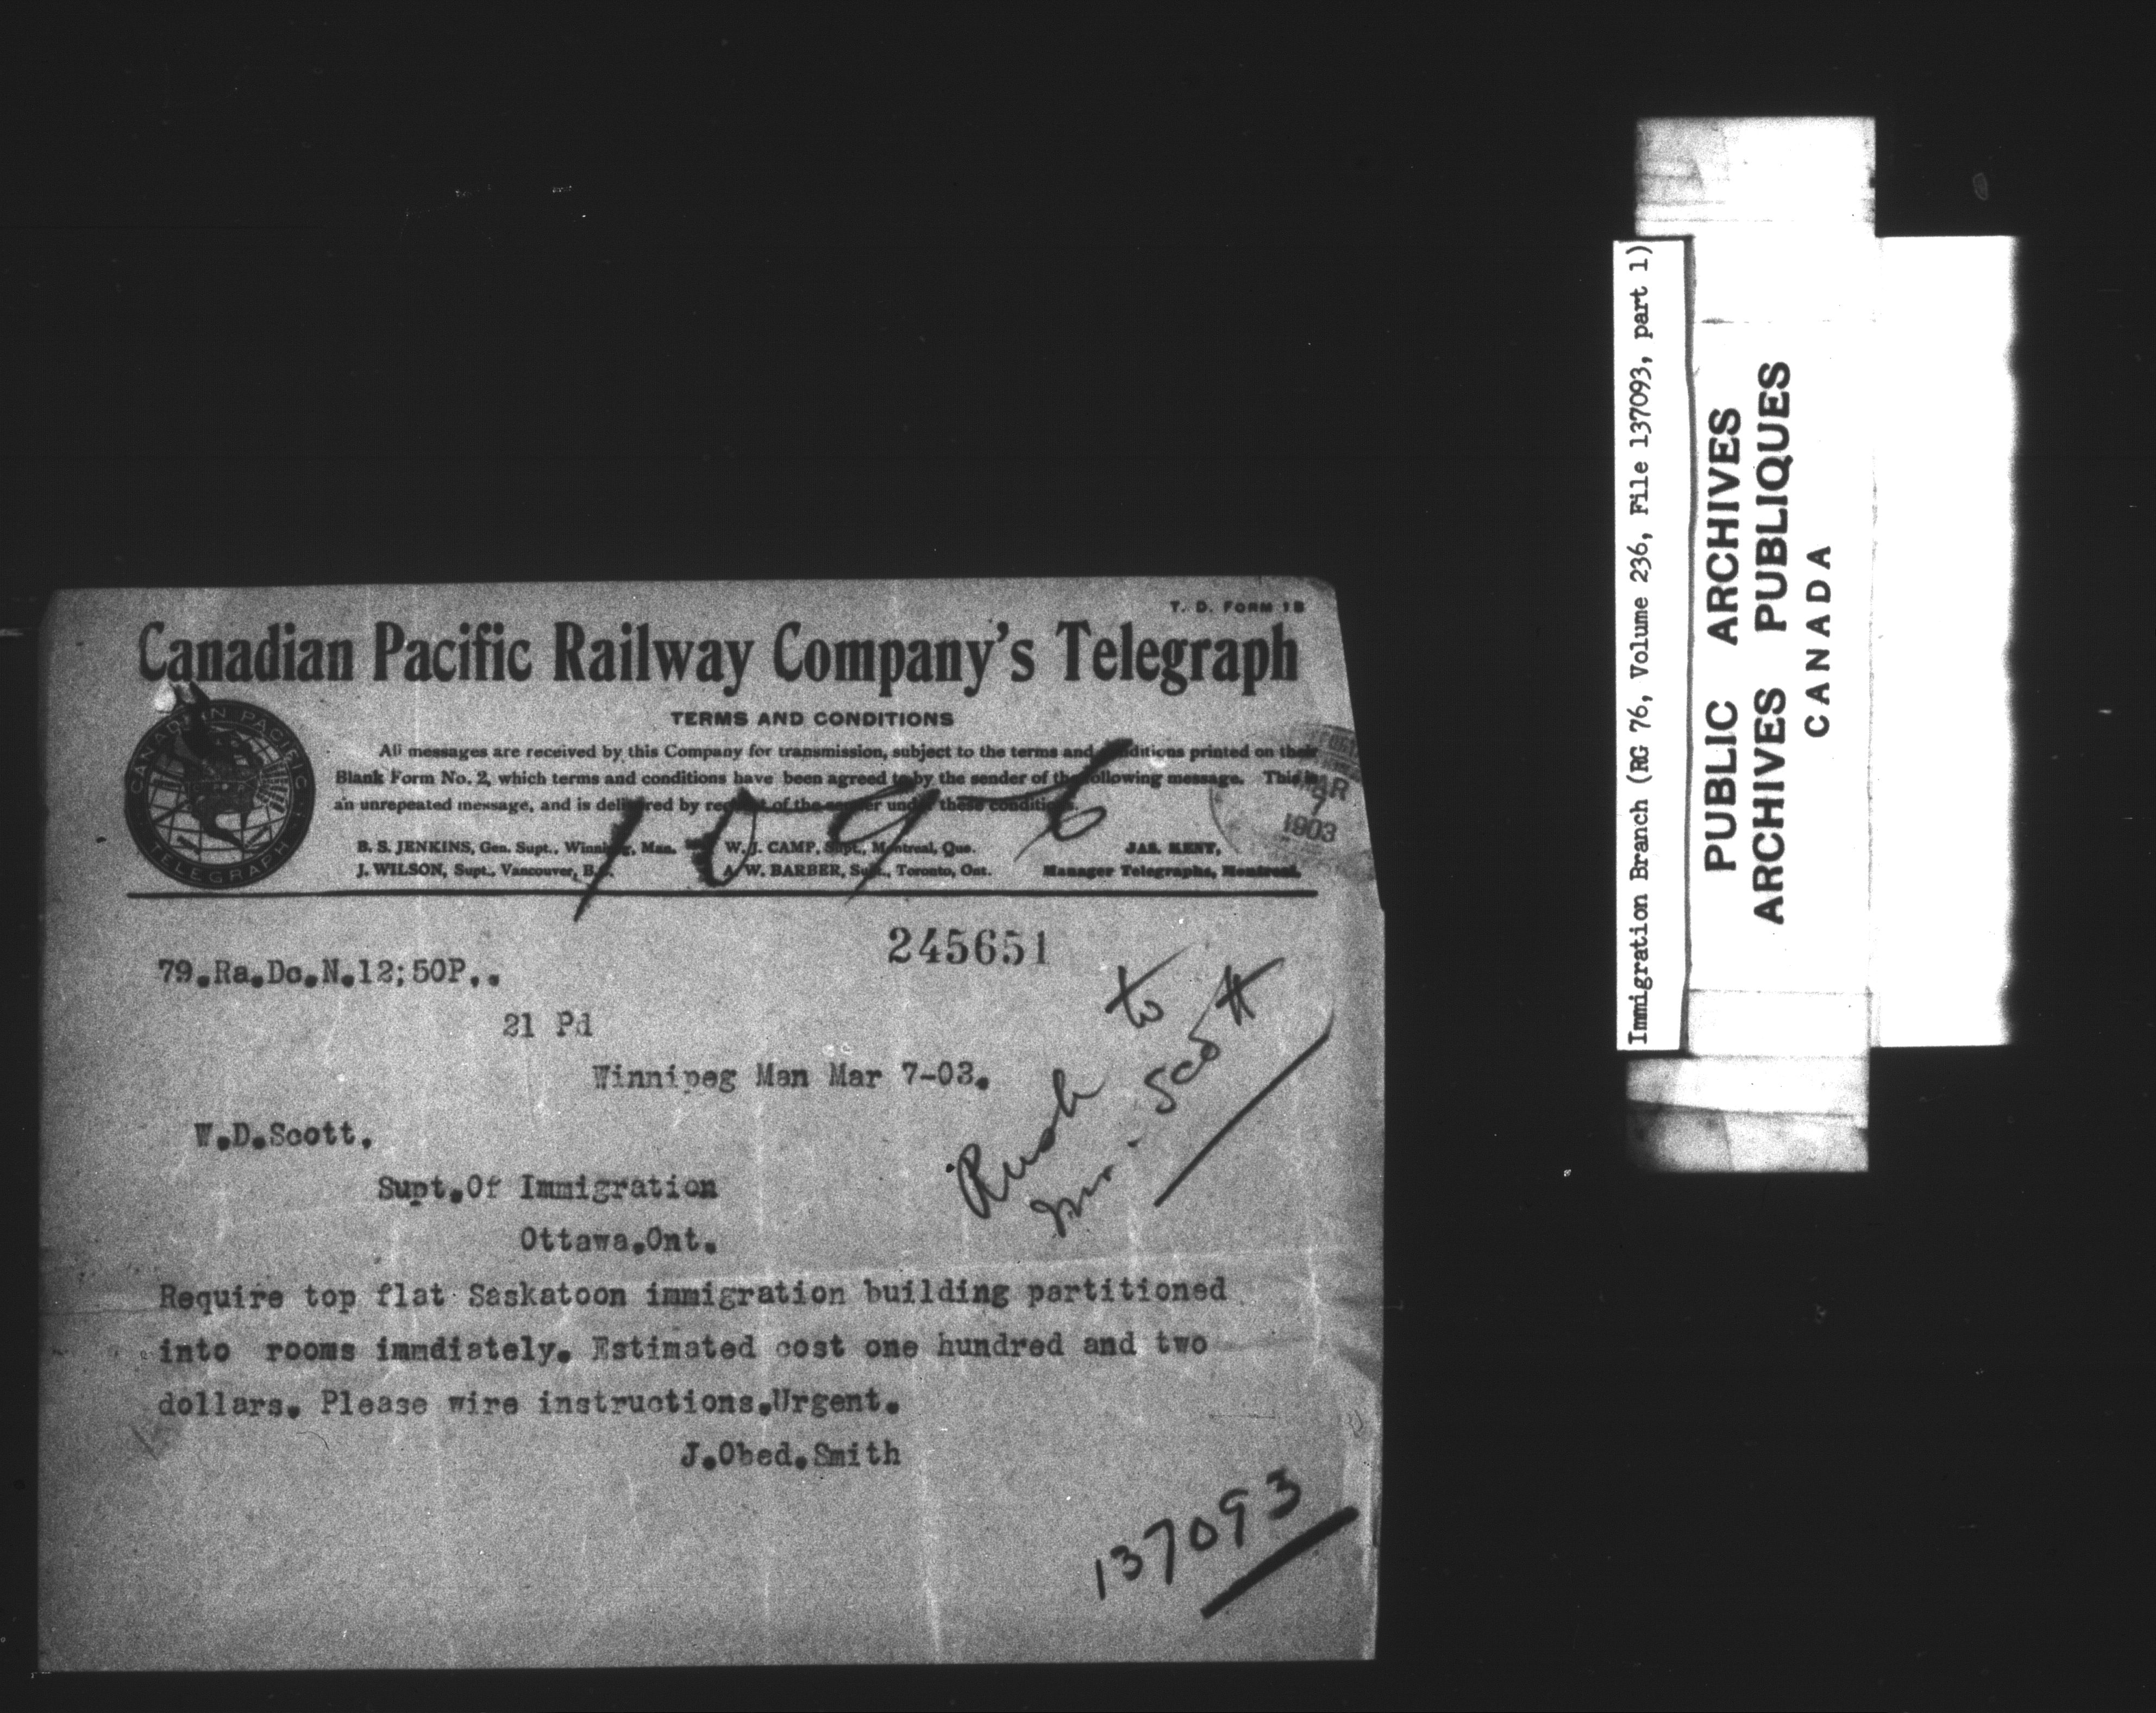 T. D. FORM 1B
Canadian Pacific Railway Company's Telegraph
CANADIAN PACIFIC
TELEGRAPH
TERMS AND CONDITIONS
All messages are received by this Company for transmission, subject to the terms and conditions printed on their
Blank Form No. 2, which terms and conditions have been agreed to by the sender of the following message. This is
an unrepeated message, and is delivered by request of the sender under these conditions.
B. S. JENKINS, Gen. Supt., Winnipeg, Man.
W. J. CAMP, Supt., Montreal, Que.
JAS. KENT,
J. WILSON, Supt., Vancouver, B.C.
A. W. BARBER, Supt., Toronto, Ont.
Manager Telegraphs, Montreal.
MAR
7
1903
245651
79.Ra.Do.N.12;50P..
21 Pd
Winnipeg Man Mar 7-03.
Rush to
Mr. Scott
W.D.Scott.
Supt.Of Immigration
Ottawa.Ont.
Require top flat Saskatoon immigration building partitioned
into rooms immdiately. Estimated cost one hundred and two
dollars. Please wire instructions.Urgent.
J.Obed.Smith
137093
Immigration Branch (RG 76, Volume 236, File 137093, part 1)
PUBLIC ARCHIVES
ARCHIVES PUBLIQUES
CANADA